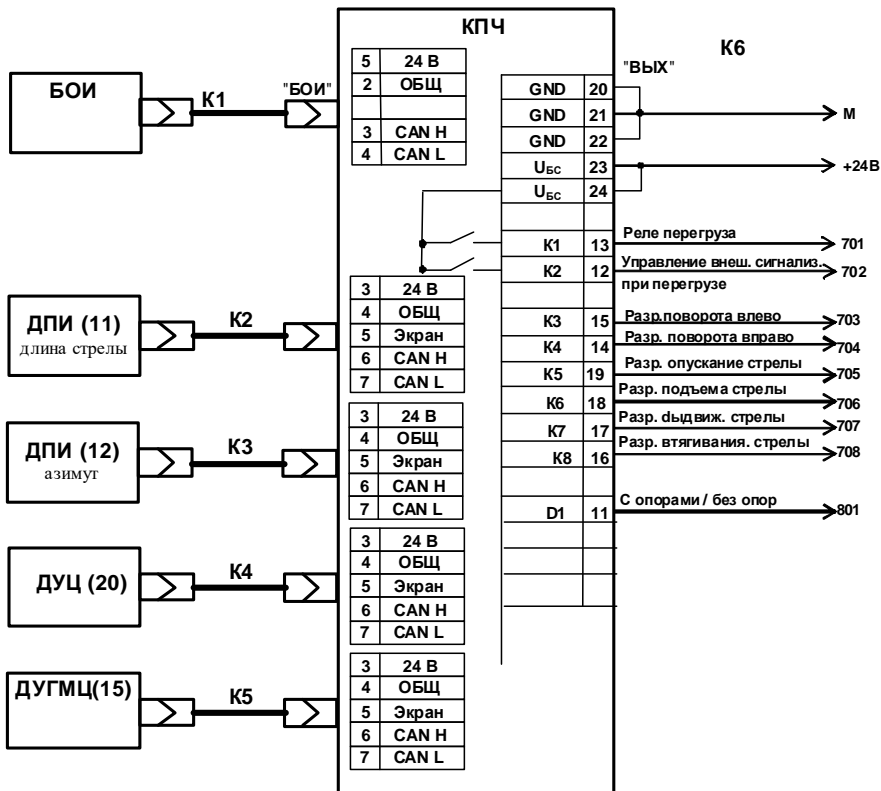 КПЧ
К6
БОИ
К1
"БОИ"
5 24 В
2 ОБЩ
3 CAN H
4 CAN L
"ВЫХ"
GND 20
GND 21
GND 22
UБС 23
UБС 24
М
+24В
К1 13 Реле перегруза 701
К2 12 Управление внеш. сигнализ. 702
при перегрузе
К3 15 Разр.поворота влево 703
К4 14 Разр. поворота вправо 704
К5 19 Разр. опускание стрелы 705
К6 18 Разр. подъема стрелы 706
К7 17 Разр. dыдвиж. стрелы 707
К8 16 Разр. втягивания. стрелы 708
D1 11 С опорами / без опор 801
ДПИ (11)
длина стрелы
К2
3 24 В
4 ОБЩ
5 Экран
6 CAN H
7 CAN L
ДПИ (12)
азимут
К3
3 24 В
4 ОБЩ
5 Экран
6 CAN H
7 CAN L
ДУЦ (20)
К4
3 24 В
4 ОБЩ
5 Экран
6 CAN H
7 CAN L
ДУГМЦ(15)
К5
3 24 В
4 ОБЩ
5 Экран
6 CAN H
7 CAN L